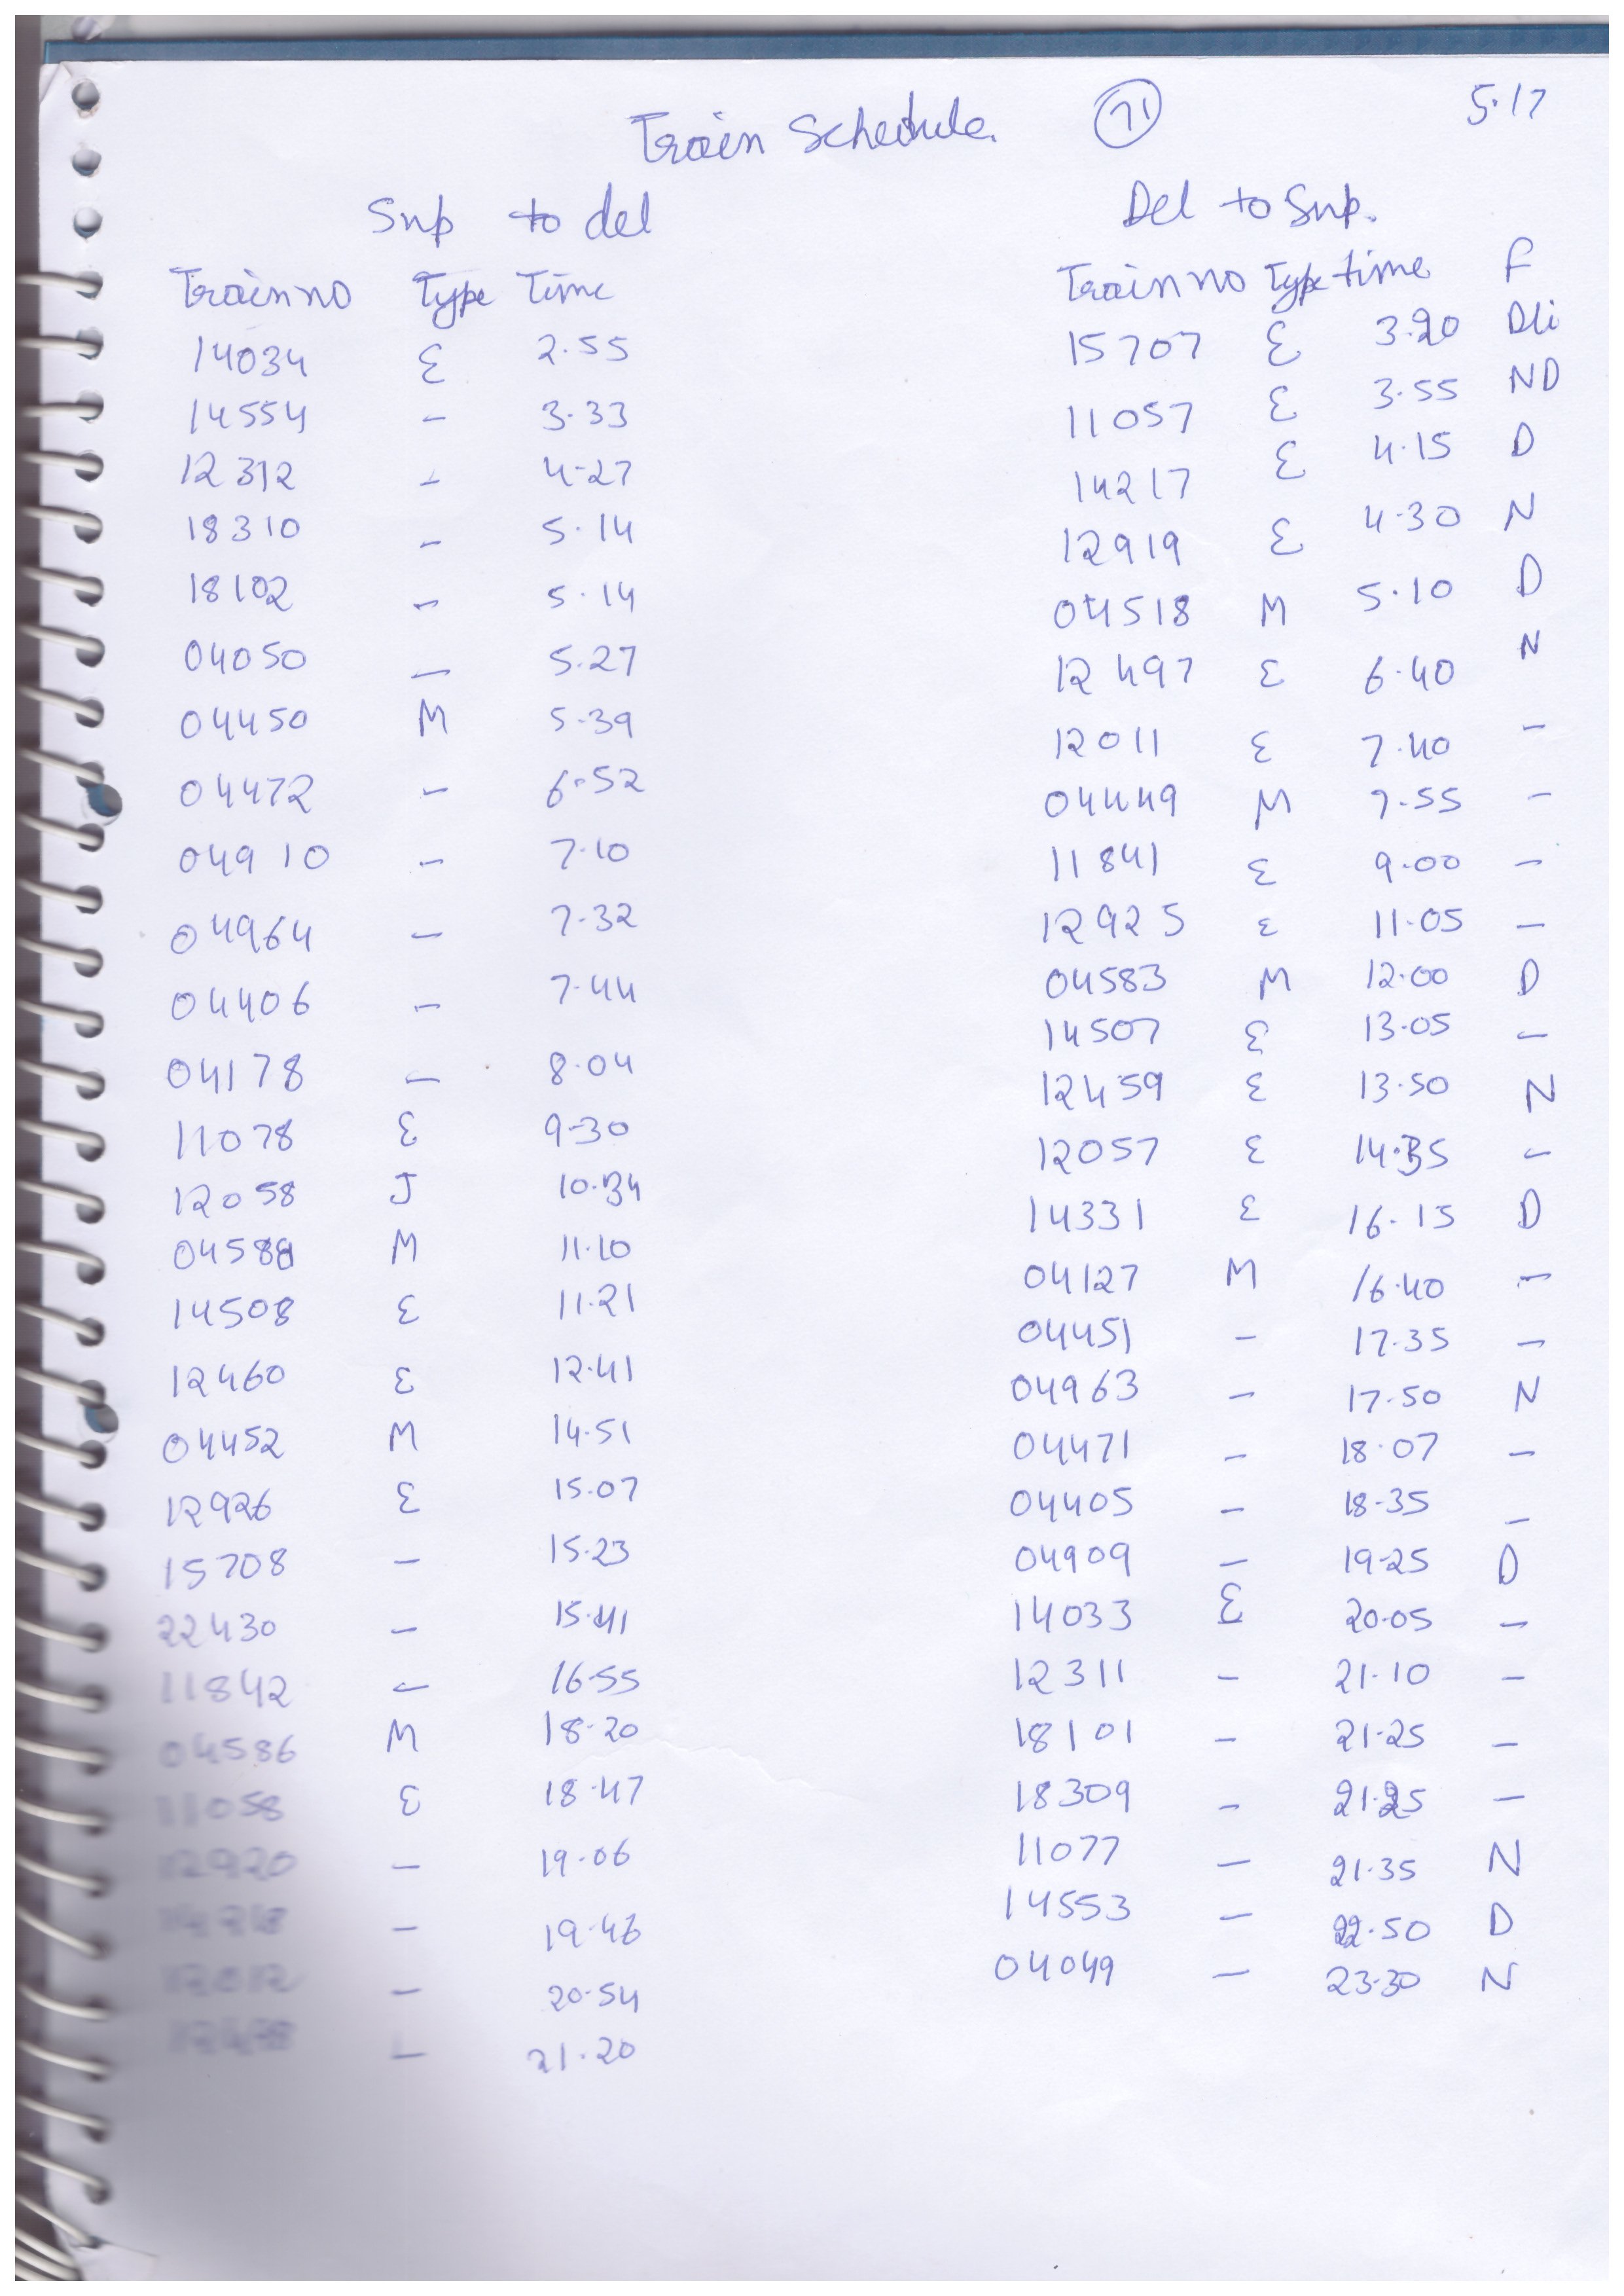 Train Schedule. 71 5.17
Snp to del
Train no Type Time
14034 E 2.55
14554 - 3.33
12312 - 4-27
18310 - 5.14
18102 - 5.14
04050 - 5.27
04450 M 5.39
04472 - 6.52
04910 - 7.10
04964 - 7.32
04406 - 7.44
04178 - 8.04
11078 E 9-30
12058 J 10.34
M 11.10
14508 E 11.21
12460 E 12.41
04452 M 14.51
12926 E 15.07
15708 - 15.23
22430 - 15.41
11842 - 16.55
04586 M 18.20
11058 E 18.47
12920 - 19.06
- 19.46
12012 - 20.54
- 21.20
Del to Snp.
Train no Type time F
15707 E 3.20 Dli
11057 E 3.55 ND
14217 E 4.15 D
12919 E 4.30 N
04518 M 5.10 D
12497 E 6.40 N
12011 E 7.40 -
04449 M 7.55 -
11841 E 9.00 -
12925 E 11.05 -
04583 M 12.00 D
14507 E 13.05 -
12459 E 13.50 N
12057 E 14.35 -
14331 E 16.15 D
04127 M 16.40 -
04451 - 17.35 -
04963 - 17.50 N
04471 - 18.07 -
04405 - 18-35 -
04909 - 19-25 D
14033 E 20.05 -
12311 - 21.10 -
18101 - 21.25 -
18309 - 21.25 -
11077 - 21.35 N
14553 - 22.50 D
04049 - 23.30 N